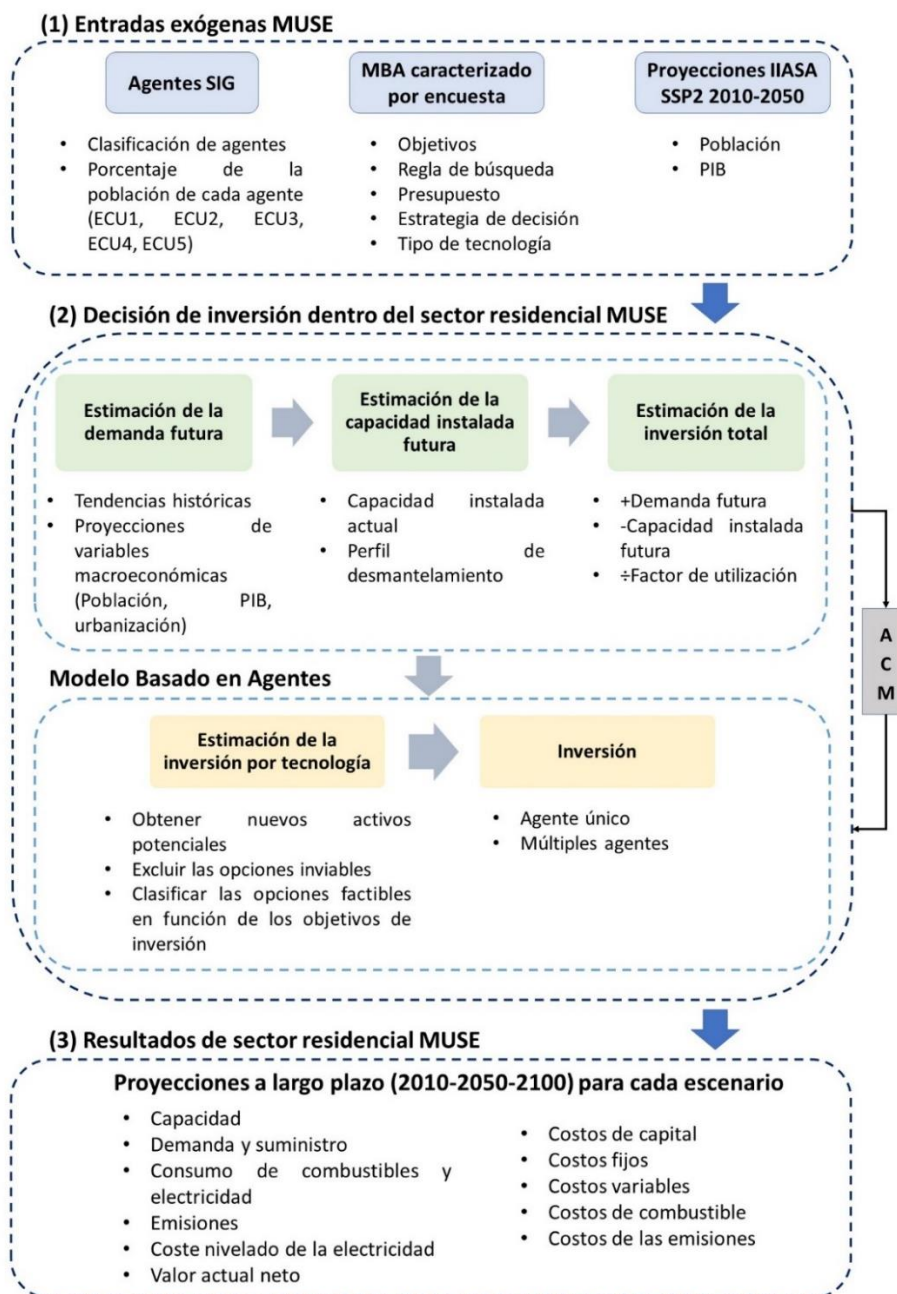 (1) Entradas exógenas MUSE
Agentes SIG
• Clasificación de agentes
• Porcentaje de la
población de cada agente
(ECU1, ECU2, ECU3,
ECU4, ECU5)
MBA caracterizado
por encuesta
• Objetivos
• Regla de búsqueda
• Presupuesto
• Estrategia de decisión
• Tipo de tecnología
Proyecciones IIASA
SSP2 2010-2050
• Población
• PIB
(2) Decisión de inversión dentro del sector residencial MUSE
Estimación de la
demanda futura
• Tendencias históricas
• Proyecciones de
variables
macroeconómicas
(Población, PIB,
urbanización)
Estimación de la
capacidad instalada
futura
• Capacidad instalada
actual
• Perfil de
desmantelamiento
Estimación de la
inversión total
• +Demanda futura
• -Capacidad instalada
futura
• ÷Factor de utilización
A
C
M
Modelo Basado en Agentes
Estimación de la
inversión por tecnología
• Obtener nuevos activos
potenciales
• Excluir las opciones inviables
• Clasificar las opciones factibles
en función de los objetivos de
inversión
Inversión
• Agente único
• Múltiples agentes
(3) Resultados de sector residencial MUSE
Proyecciones a largo plazo (2010-2050-2100) para cada escenario
• Capacidad
• Demanda y suministro
• Consumo de combustibles y
electricidad
• Emisiones
• Coste nivelado de la electricidad
• Valor actual neto
• Costos de capital
• Costos fijos
• Costos variables
• Costos de combustible
• Costos de las emisiones